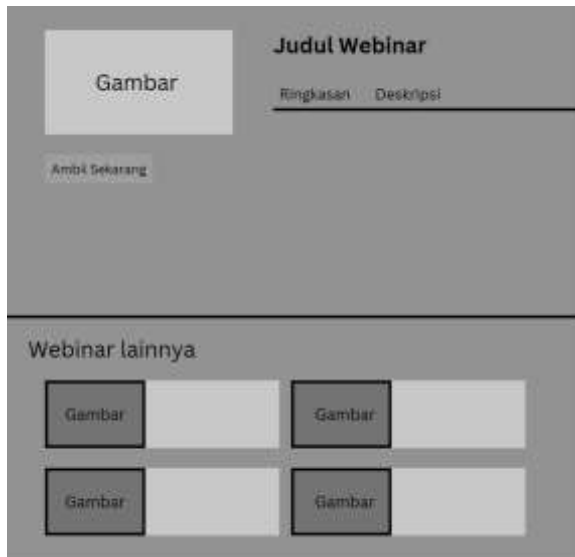 Gambar
Judul Webinar
Ringkasan Deskripsi
Ambil Sekarang
Webinar lainnya
Gambar
Gambar
Gambar
Gambar